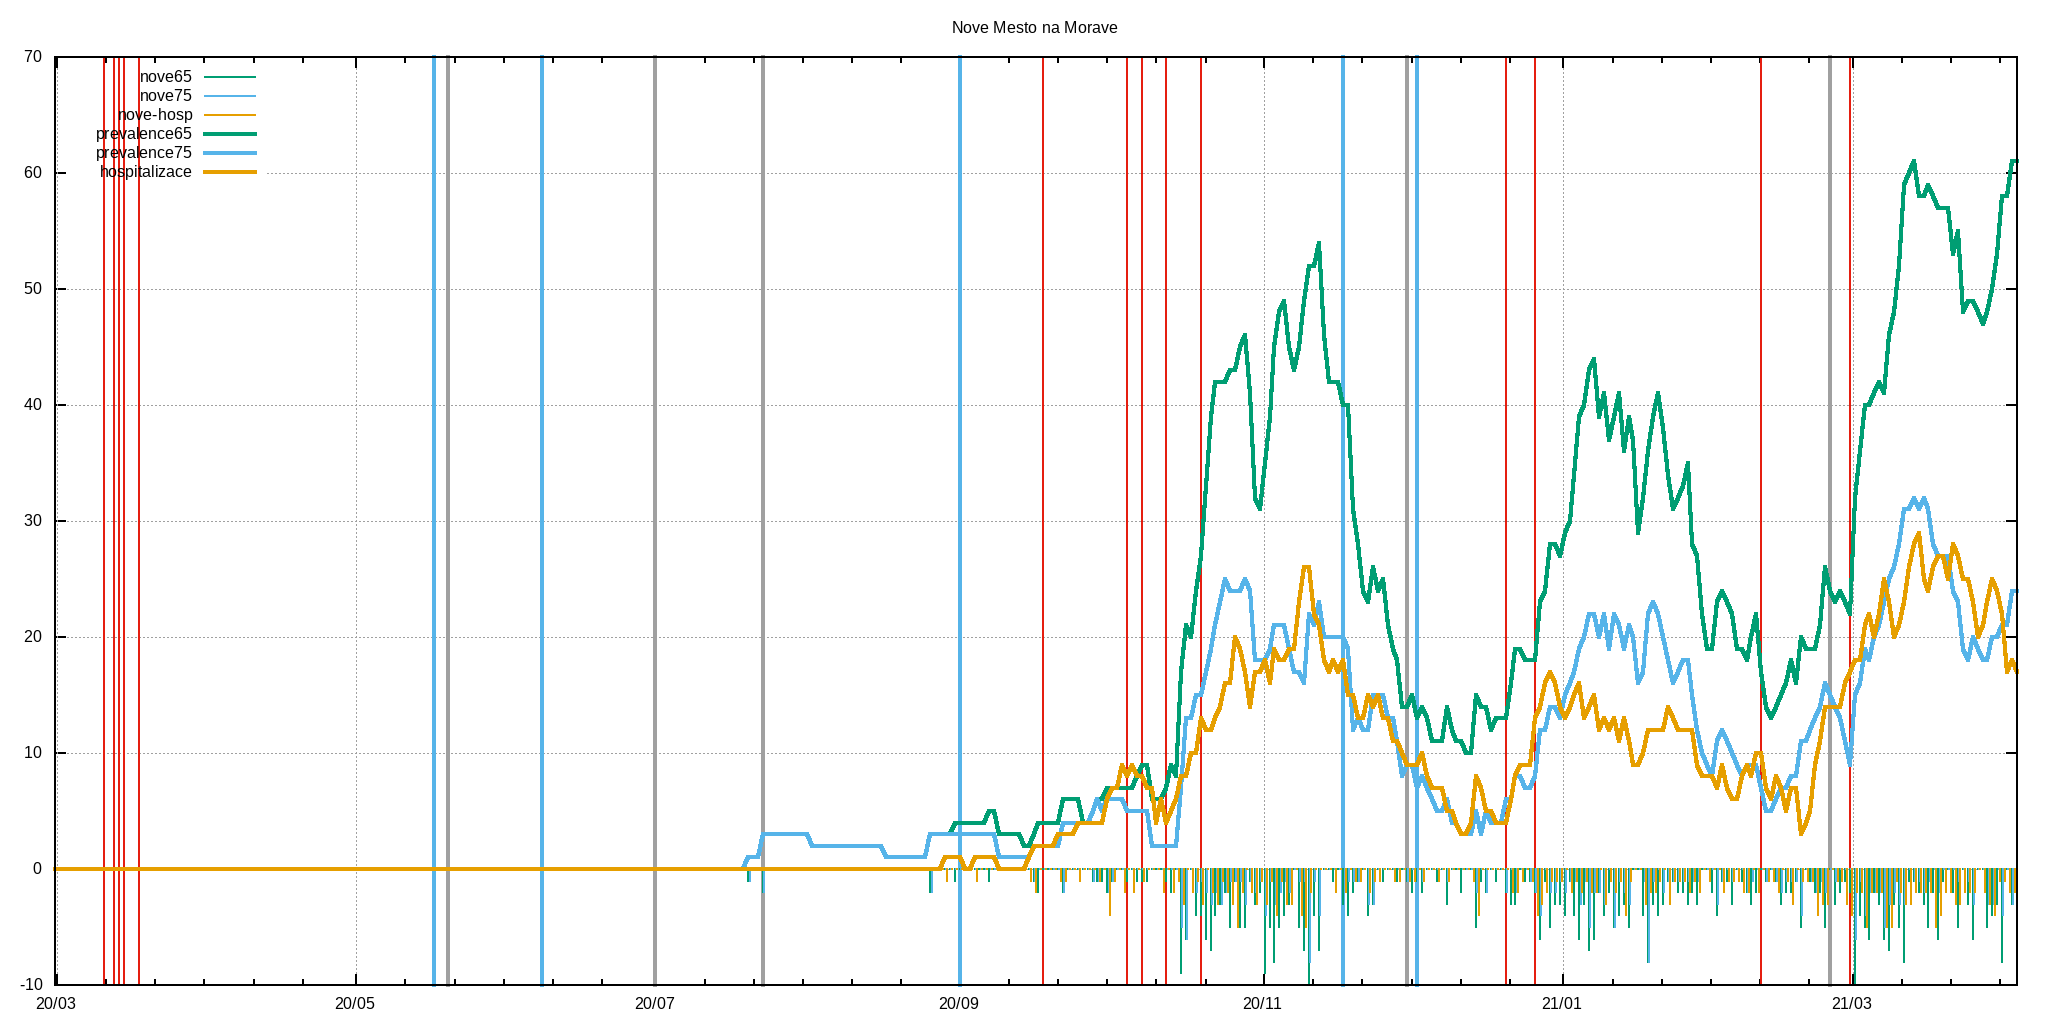 Nove Mesto na Morave
70
60
50
40
30
20
10
0
-10
nove65
nove75
nove-hosp
prevalence65
prevalence75
hospitalizace
20/03 20/05 20/07 20/09 20/11 21/01 21/03